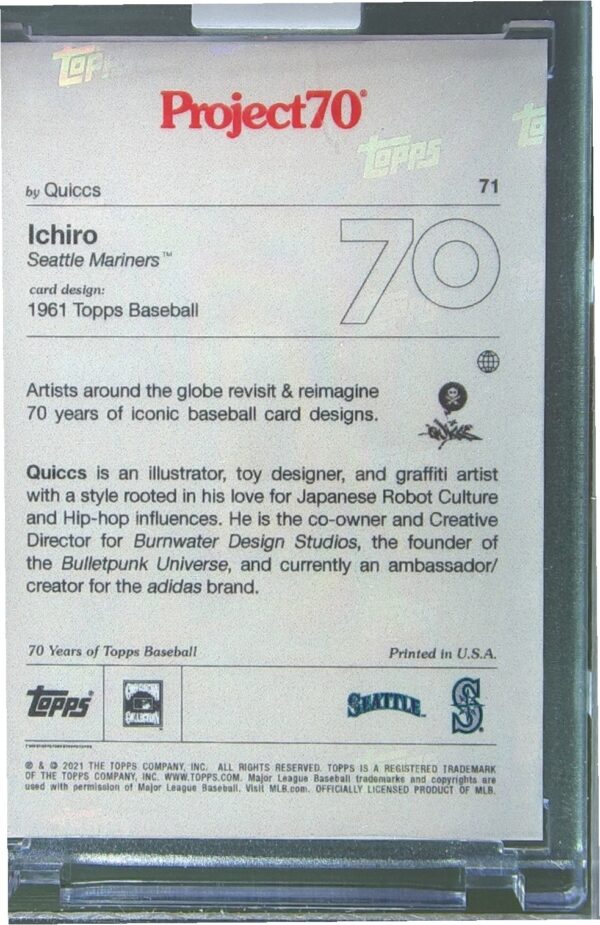 Topps
Project70®
Topps
by Quiccs
71
Ichiro
70
Seattle Mariners™
card design:
1961 Topps Baseball
Artists around the globe revisit & reimagine
70 years of iconic baseball card designs.
Quiccs is an illustrator, toy designer, and graffiti artist
with a style rooted in his love for Japanese Robot Culture
and Hip-hop influences. He is the co-owner and Creative
Director for Burnwater Design Studios, the founder of
the Bulletpunk Universe, and currently an ambassador/
creator for the adidas brand.
70 Years of Topps Baseball
Printed in U.S.A.
Topps®
SEATTLE™
S
® & © 2021 THE TOPPS COMPANY, INC. ALL RIGHTS RESERVED. TOPPS IS A REGISTERED TRADEMARK
OF THE TOPPS COMPANY, INC. WWW.TOPPS.COM. Major League Baseball trademarks and copyrights are
used with permission of Major League Baseball. Visit MLB.com. OFFICIALLY LICENSED PRODUCT OF MLB.